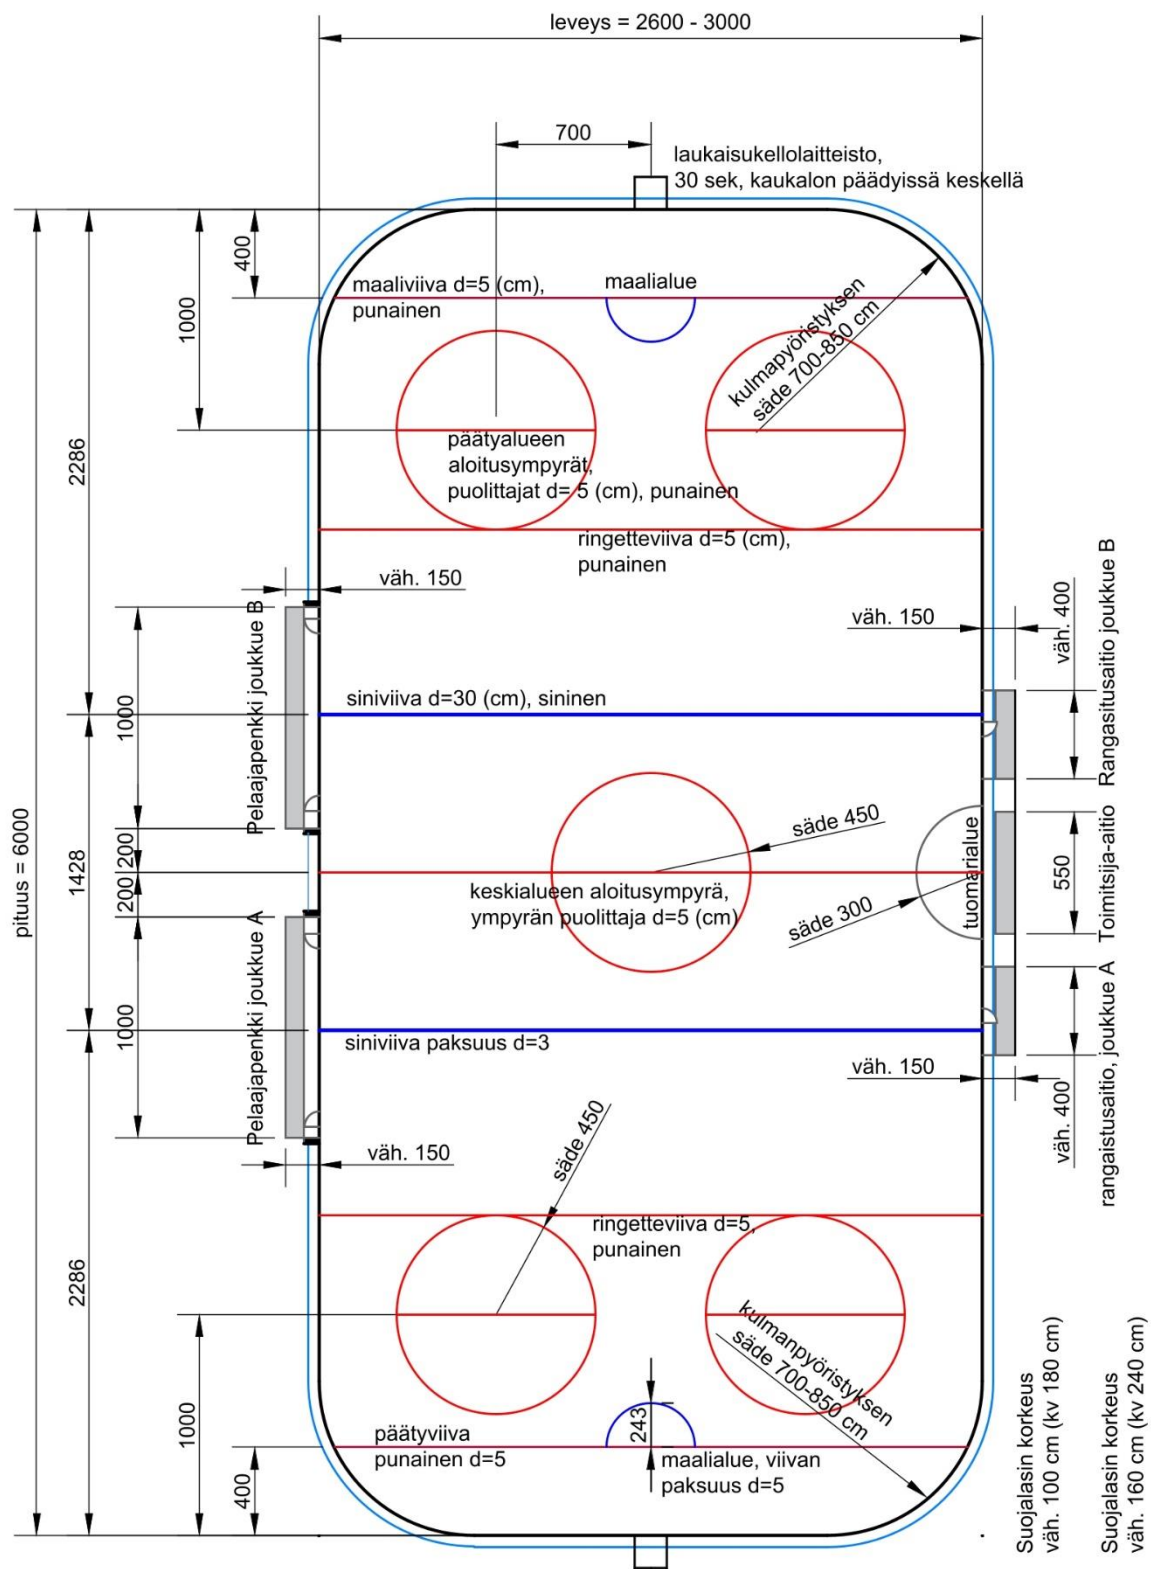 leveys = 2600 - 3000
700
laukaisukellolaitteisto,
30 sek, kaukalon päädyissä keskellä
400
1000
2286
pituus = 6000
maaliviiva d=5 (cm),
punainen
maalialue
kulmapyöristyksen
säde 700-850 cm
päätyalueen
aloitusympyrät,
puolittajat d= 5 (cm), punainen
ringetteviiva d=5 (cm),
punainen
väh. 150
väh. 150
väh. 400
Rangasitusaitio joukkue B
Pelaajapenkki joukkue B
1000
siniviiva d=30 (cm), sininen
200
200
1428
säde 450
keskialueen aloitusympyrä,
ympyrän puolittaja d=5 (cm)
säde 300
tuomarialue
550
Toimitsija-aitio
Pelaajapenkki joukkue A
1000
siniviiva paksuus d=3
väh. 150
väh. 400
rangaistusaitio, joukkue A
väh. 150
säde 450
ringetteviiva d=5,
punainen
2286
1000
400
kulmanpyöristyksen
säde 700-850 cm
243
päätyviiva
punainen d=5
maalialue, viivan
paksuus d=5
Suojalasin korkeus
väh. 100 cm (kv 180 cm)
Suojalasin korkeus
väh. 160 cm (kv 240 cm)